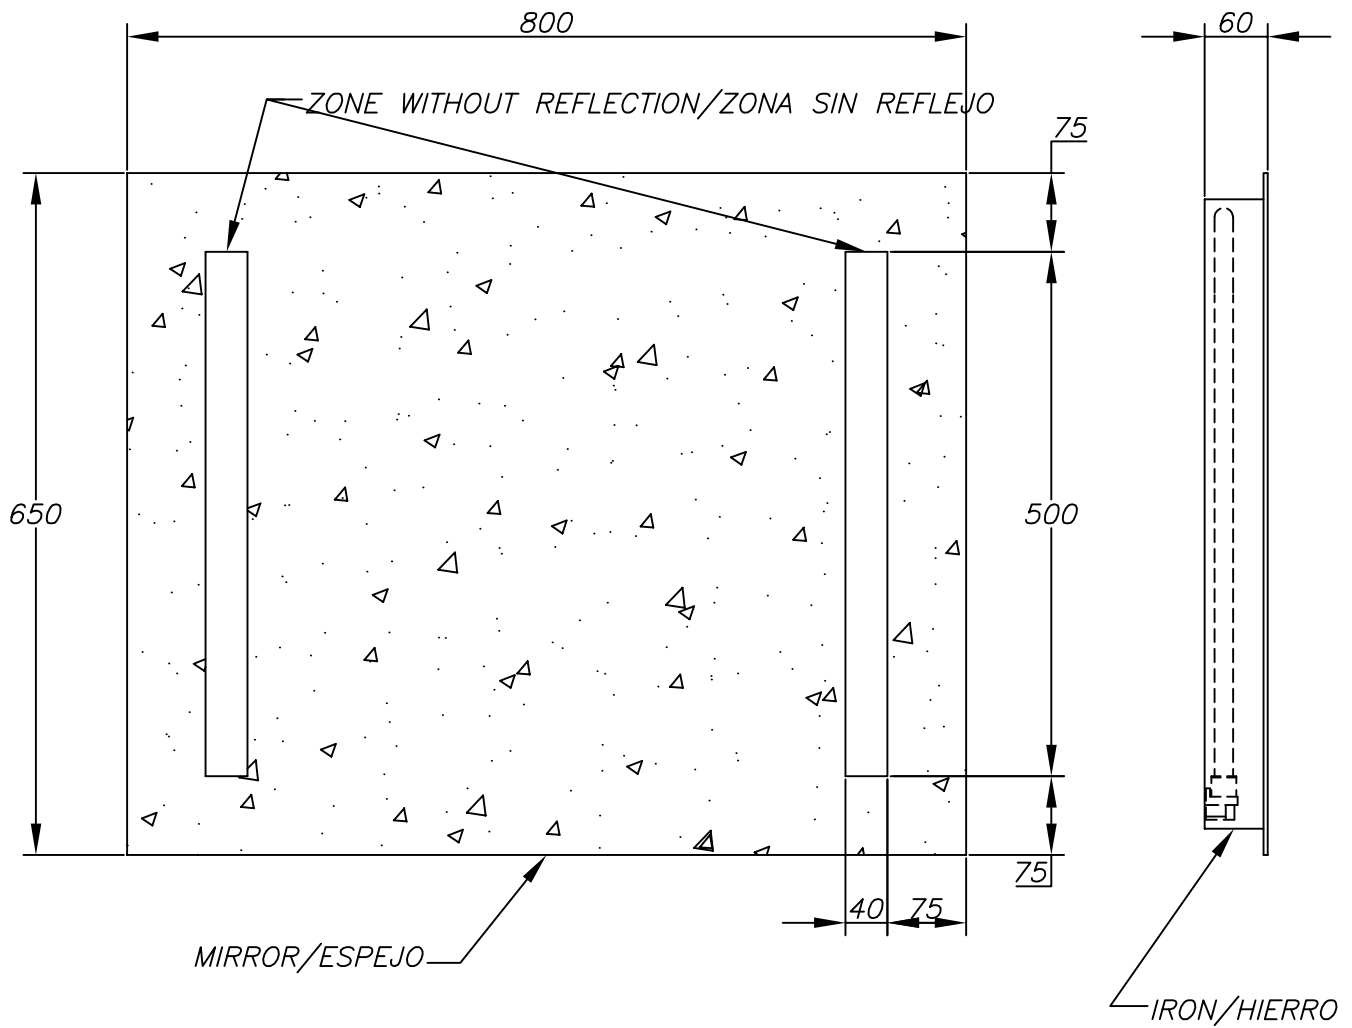 800
60
ZONE WITHOUT REFLECTION/ZONA SIN REFLEJO
75
650
500
75
40
75
MIRROR/ESPEJO
IRON/HIERRO